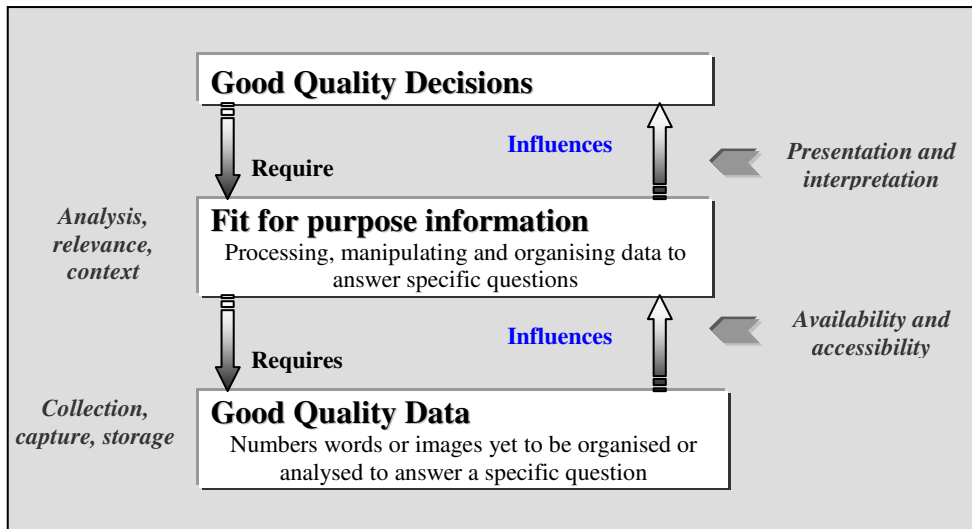 Good Quality Decisions
Influences
Require
Presentation and
interpretation
Analysis,
relevance,
context
Fit for purpose information
Processing, manipulating and organising data to
answer specific questions
Influences
Requires
Availability and
accessibility
Collection,
capture, storage
Good Quality Data
Numbers words or images yet to be organised or
analysed to answer a specific question